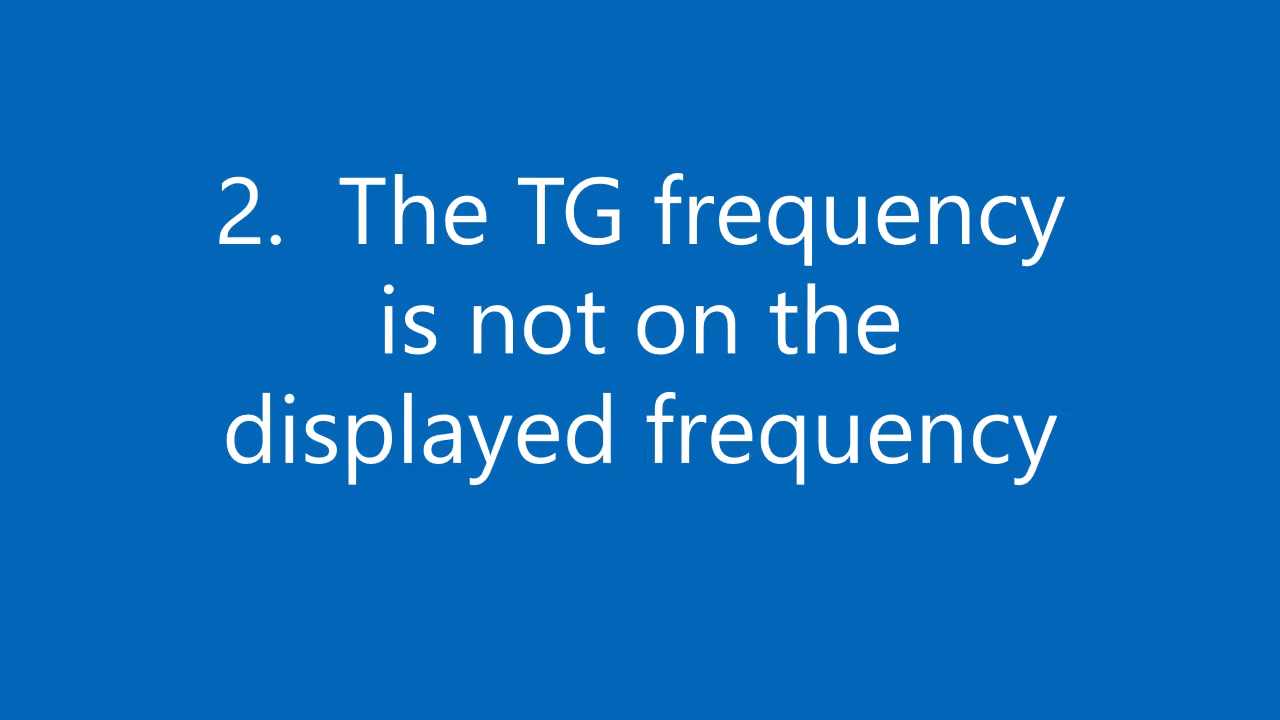 2.  The TG frequency
is not on the
displayed frequency